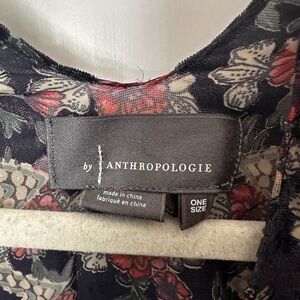 by ANTHROPOLOGIE
made in china
fabriqué en chine
ONE
SIZE